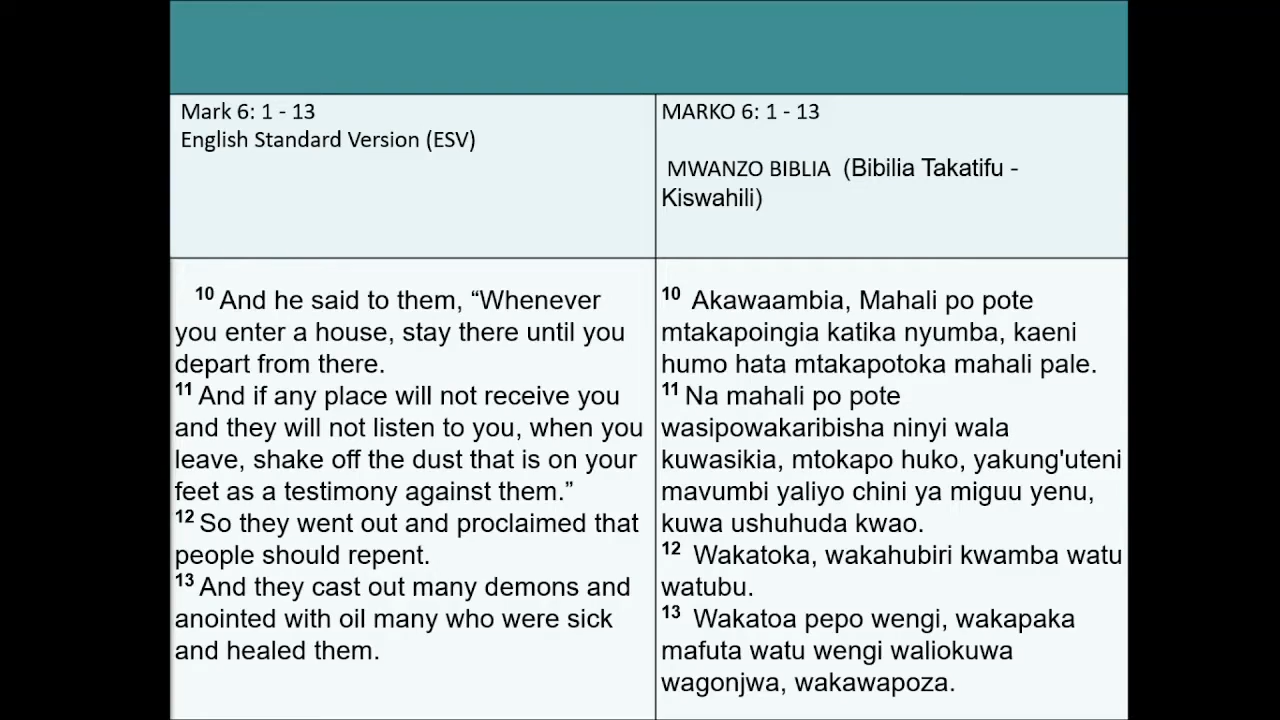 Mark 6: 1 - 13
English Standard Version (ESV)
MARKO 6: 1 - 13
MWANZO BIBLIA (Bibilia Takatifu -
Kiswahili)
10 And he said to them, “Whenever
you enter a house, stay there until you
depart from there.
11 And if any place will not receive you
and they will not listen to you, when you
leave, shake off the dust that is on your
feet as a testimony against them.”
12 So they went out and proclaimed that
people should repent.
13 And they cast out many demons and
anointed with oil many who were sick
and healed them.
10 Akawaambia, Mahali po pote
mtakapoingia katika nyumba, kaeni
humo hata mtakapotoka mahali pale.
11 Na mahali po pote
wasipowakaribisha ninyi wala
kuwasikia, mtokapo huko, yakung'uteni
mavumbi yaliyo chini ya miguu yenu,
kuwa ushuhuda kwao.
12 Wakatoka, wakahubiri kwamba watu
watubu.
13 Wakatoa pepo wengi, wakapaka
mafuta watu wengi waliokuwa
wagonjwa, wakawapoza.